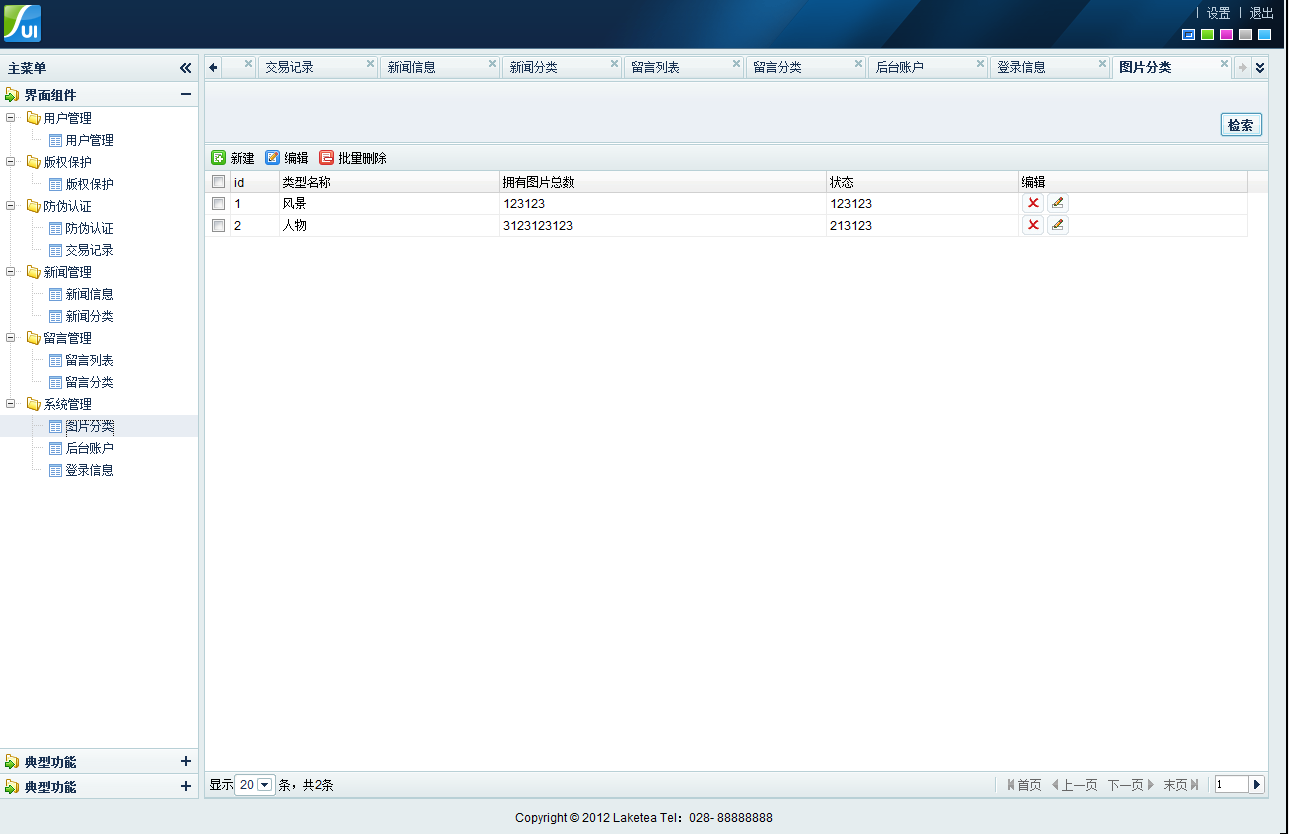 UI
设置 | 退出
主菜单
交易记录 新闻信息 新闻分类 留言列表 留言分类 后台账户 登录信息 图片分类
界面组件
用户管理
用户管理
版权保护
版权保护
防伪认证
防伪认证
交易记录
新闻管理
新闻信息
新闻分类
留言管理
留言列表
留言分类
系统管理
图片分类
后台账户
登录信息
典型功能
典型功能
检索
新建 编辑 批量删除
id 类型名称 拥有图片总数 状态 编辑
1 风景 123123 123123
2 人物 3123123123 213123
显示 20 条，共2条
首页 上一页 下一页 末页 1
Copyright © 2012 Laketea Tel：028- 88888888